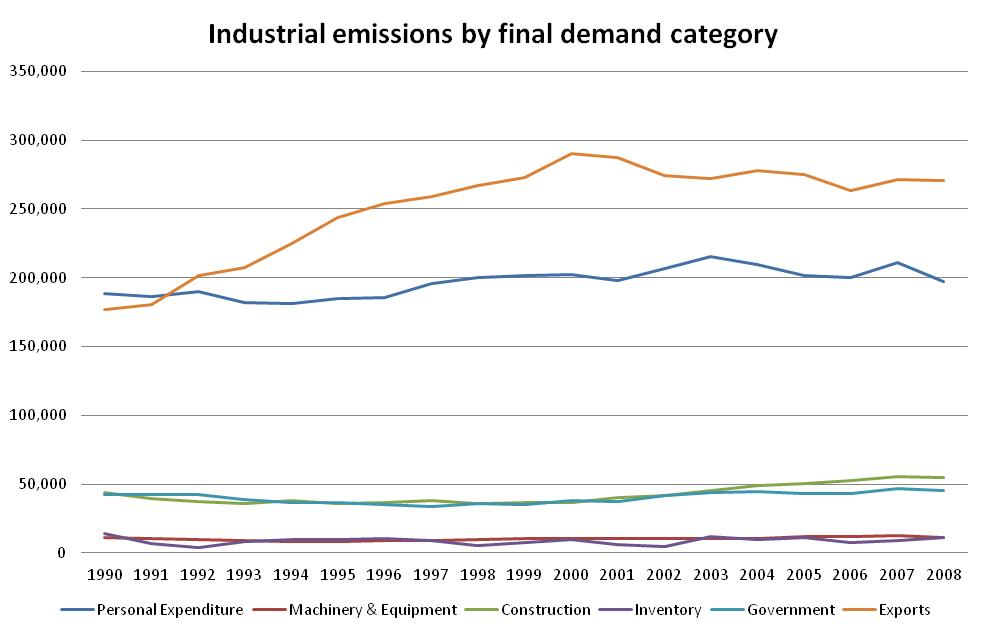 Industrial emissions by final demand category
350,000
300,000
250,000
200,000
150,000
100,000
50,000
0
1990 1991 1992 1993 1994 1995 1996 1997 1998 1999 2000 2001 2002 2003 2004 2005 2006 2007 2008
Personal Expenditure Machinery & Equipment Construction Inventory Government Exports